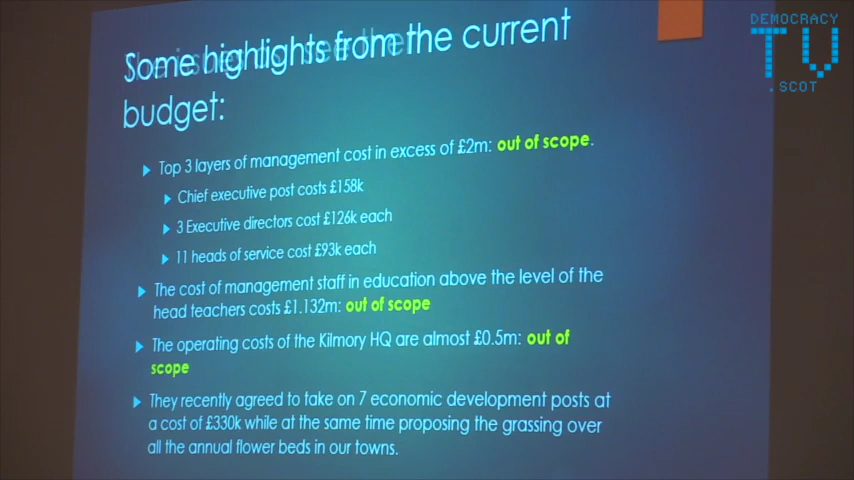 DEMOCRACY
TV
.SCOT
Some highlights from the current
budget:
Top 3 layers of management cost in excess of £2m: out of scope.
Chief executive post costs £158k
3 Executive directors cost £126k each
11 heads of service cost £93k each
The cost of management staff in education above the level of the
head teachers costs £1.132m: out of scope
The operating costs of the Kilmory HQ are almost £0.5m: out of
scope
They recently agreed to take on 7 economic development posts at
a cost of £330k while at the same time proposing the grassing over
all the annual flower beds in our towns.